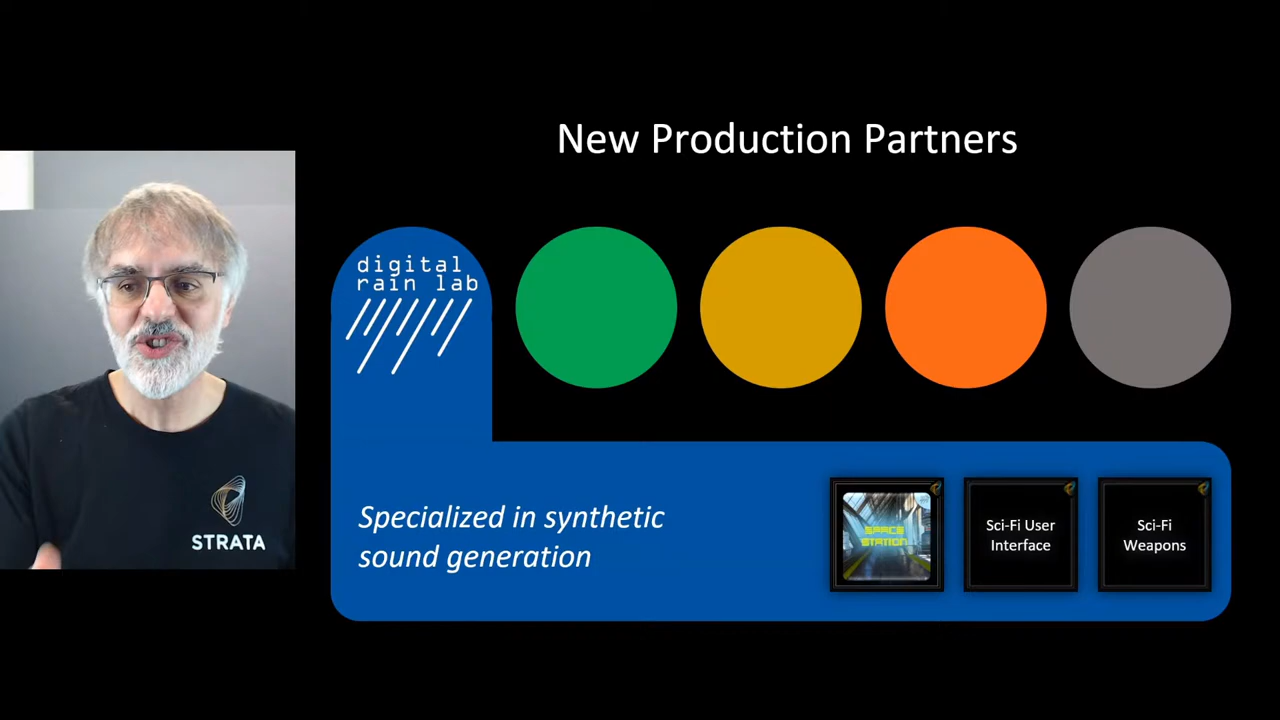 New Production Partners
digital
rain lab
Specialized in synthetic
sound generation
SPACE
STATION
Sci-Fi User
Interface
Sci-Fi
Weapons
STRATA